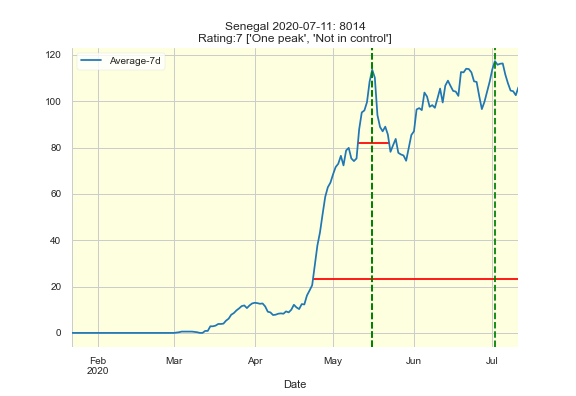 Senegal 2020-07-11: 8014
Rating:7 ['One peak', 'Not in control']
Average-7d
120
100
80
60
40
20
0
Feb
2020
Mar
Apr
May
Jun
Jul
Date